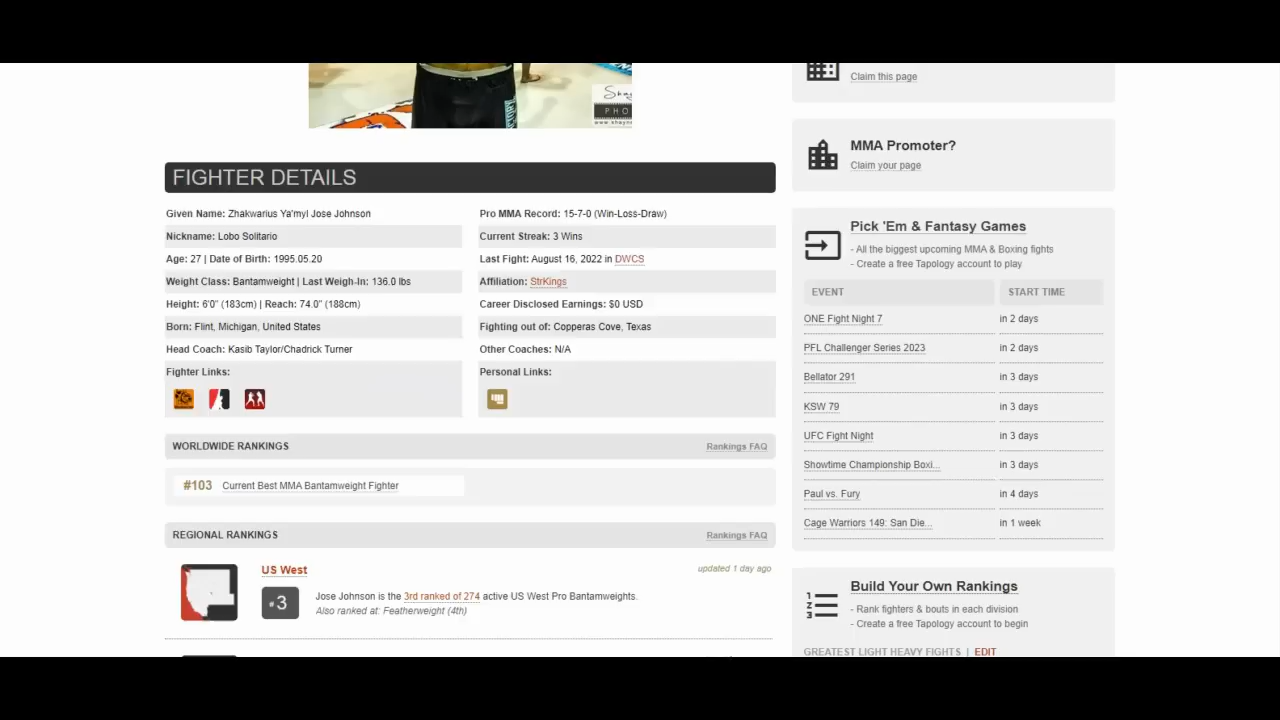 Claim this page
MMA Promoter?
Claim your page
FIGHTER DETAILS
Given Name: Zhakwarius Ya'myl Jose Johnson
Pro MMA Record: 15-7-0 (Win-Loss-Draw)
Nickname: Lobo Solitario
Current Streak: 3 Wins
Age: 27 | Date of Birth: 1995.05.20
Last Fight: August 16, 2022 in DWCS
Weight Class: Bantamweight | Last Weigh-In: 136.0 lbs
Affiliation: StrKings
Height: 6'0" (183cm) | Reach: 74.0" (188cm)
Career Disclosed Earnings: $0 USD
Born: Flint, Michigan, United States
Fighting out of: Copperas Cove, Texas
Head Coach: Kasib Taylor/Chadrick Turner
Other Coaches: N/A
Fighter Links:
Personal Links:
WORLDWIDE RANKINGS
Rankings FAQ
#103 Current Best MMA Bantamweight Fighter
REGIONAL RANKINGS
Rankings FAQ
US West
updated 1 day ago
#3
Jose Johnson is the 3rd ranked of 274 active US West Pro Bantamweights.
Also ranked at: Featherweight (4th)
Pick 'Em & Fantasy Games
- All the biggest upcoming MMA & Boxing fights
- Create a free Tapology account to play
EVENT START TIME
ONE Fight Night 7 in 2 days
PFL Challenger Series 2023 in 2 days
Bellator 291 in 3 days
KSW 79 in 3 days
UFC Fight Night in 3 days
Showtime Championship Boxi... in 3 days
Paul vs. Fury in 4 days
Cage Warriors 149: San Die... in 1 week
Build Your Own Rankings
- Rank fighters & bouts in each division
- Create a free Tapology account to begin
GREATEST LIGHT HEAVY FIGHTS | EDIT